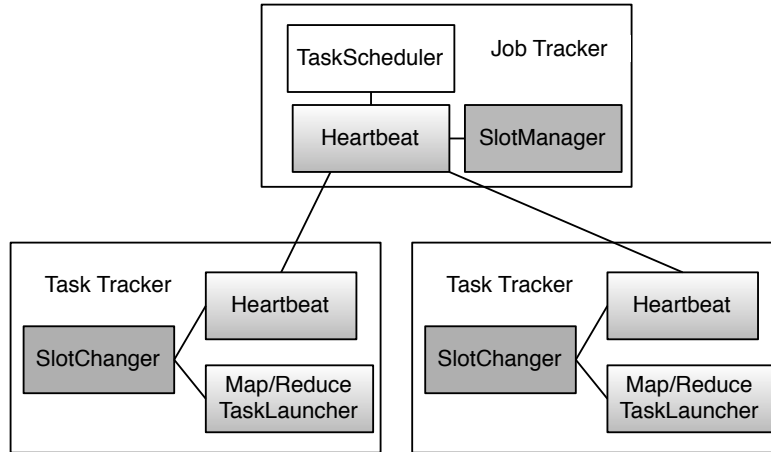 TaskScheduler
Job Tracker
Heartbeat
SlotManager
Task Tracker
Heartbeat
SlotChanger
Map/Reduce
TaskLauncher
Task Tracker
Heartbeat
SlotChanger
Map/Reduce
TaskLauncher